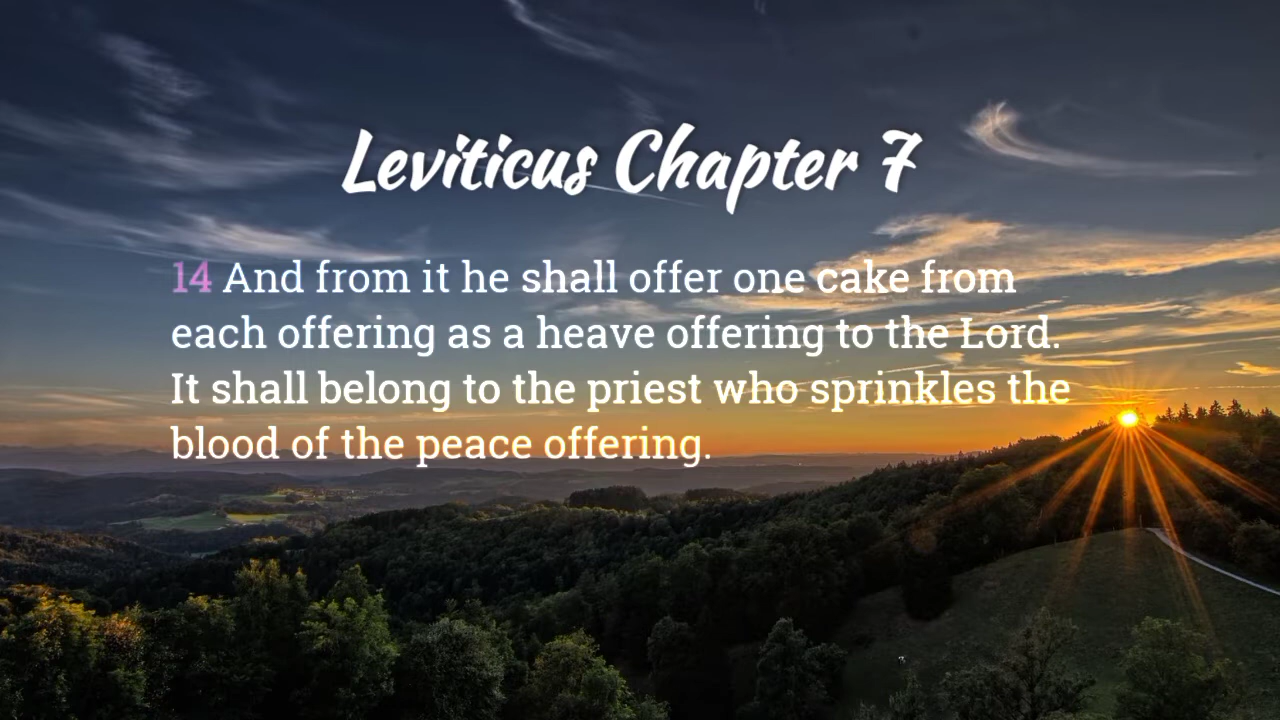 Leviticus Chapter 7
14 And from it he shall offer one cake from
each offering as a heave offering to the Lord.
It shall belong to the priest who sprinkles the
blood of the peace offering.